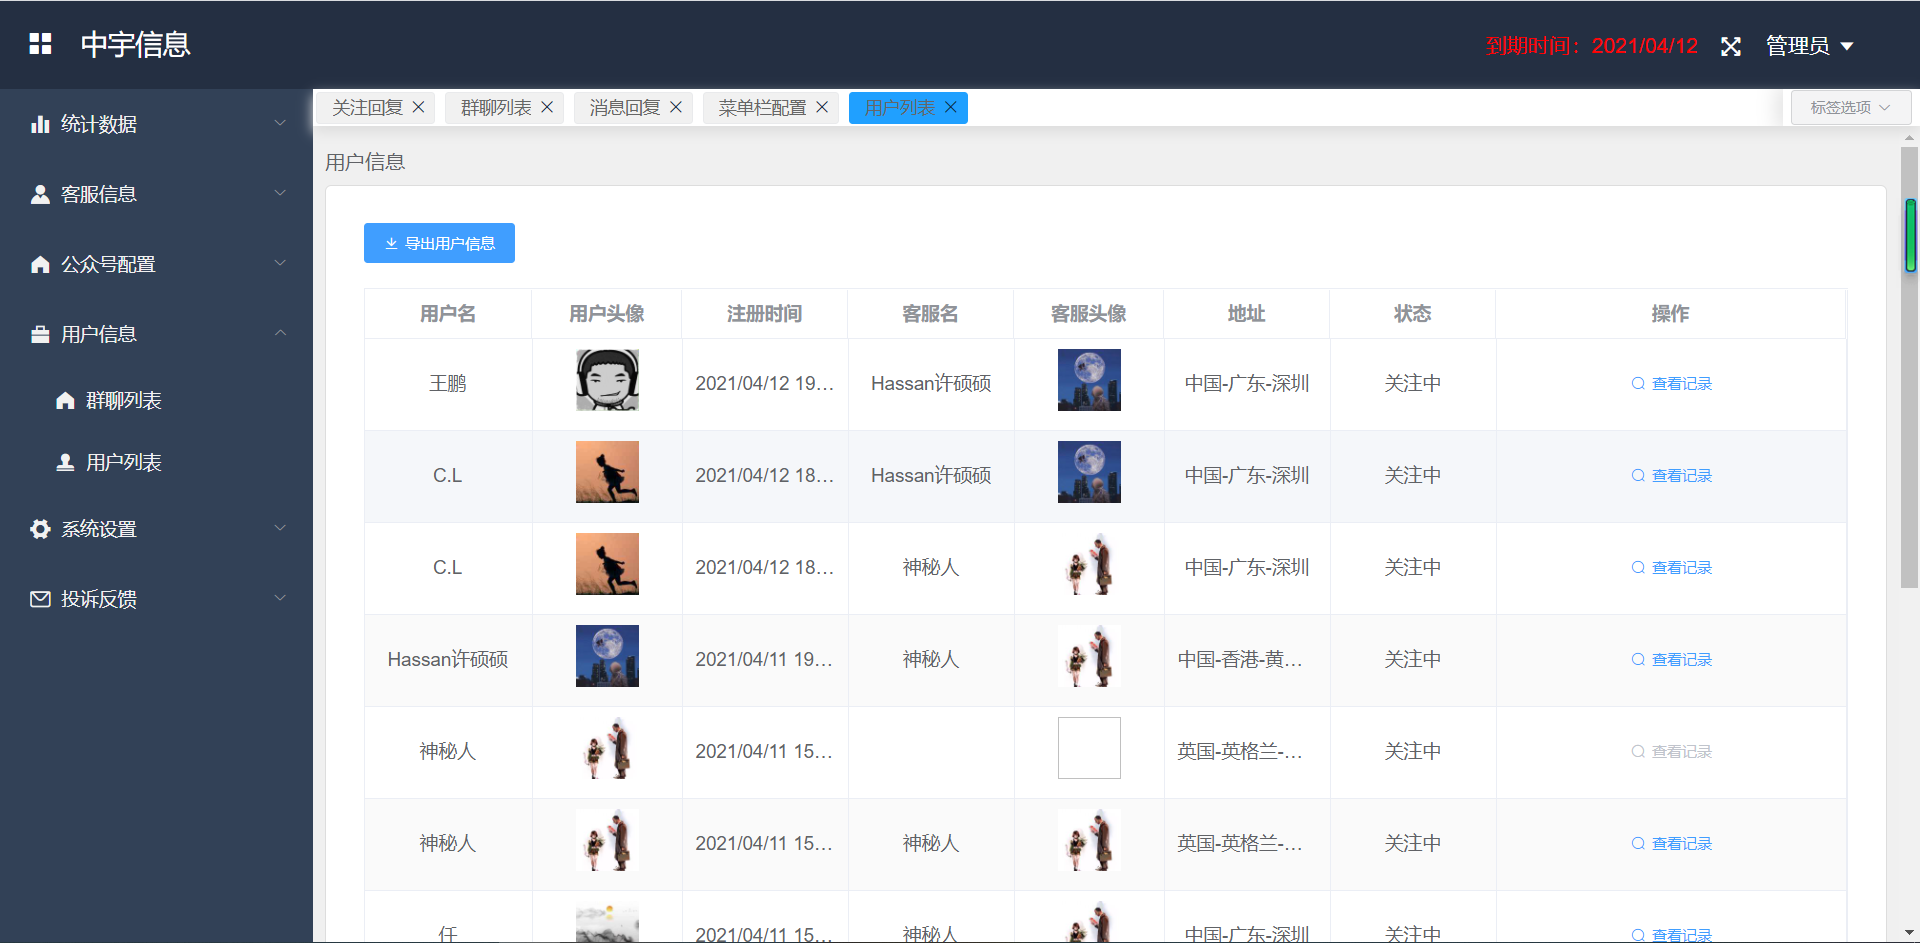 中宇信息
到期时间：2021/04/12
管理员
统计数据
客服信息
公众号配置
用户信息
群聊列表
用户列表
系统设置
投诉反馈
关注回复
群聊列表
消息回复
菜单栏配置
用户列表
标签选项
用户信息
导出用户信息
用户名 用户头像 注册时间 客服名 客服头像 地址 状态 操作
王鹏 2021/04/12 19... Hassan许硕硕 中国-广东-深圳 关注中 查看记录
C.L 2021/04/12 18... Hassan许硕硕 中国-广东-深圳 关注中 查看记录
C.L 2021/04/12 18... 神秘人 中国-广东-深圳 关注中 查看记录
Hassan许硕硕 2021/04/11 19... 神秘人 中国-香港-黄... 关注中 查看记录
神秘人 2021/04/11 15... 英国-英格兰-... 关注中 查看记录
神秘人 2021/04/11 15... 神秘人 英国-英格兰-... 关注中 查看记录
任 2021/04/11 15... 神秘人 中国-广东-深圳 关注中 查看记录